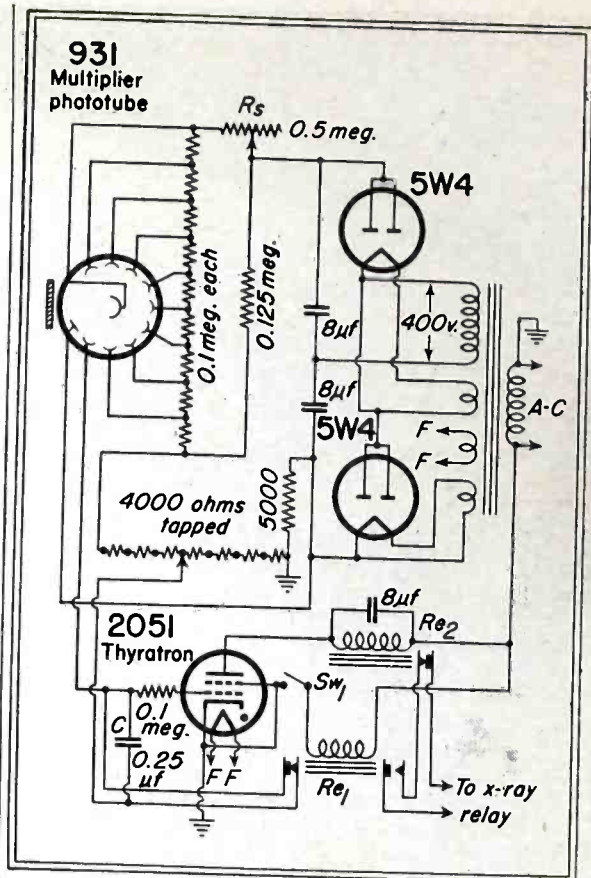 931
Multiplier
phototube
Rs
0.5 meg.
5W4
0.1 meg. each
0.125 meg.
8μf
400v.
8μf
5W4
A-C
F
F
4000 ohms
tapped
5000
8μf
Re2
2051
Thyratron
Sw1
0.1
meg.
C
0.25
μf
F F
Re1
To x-ray
relay